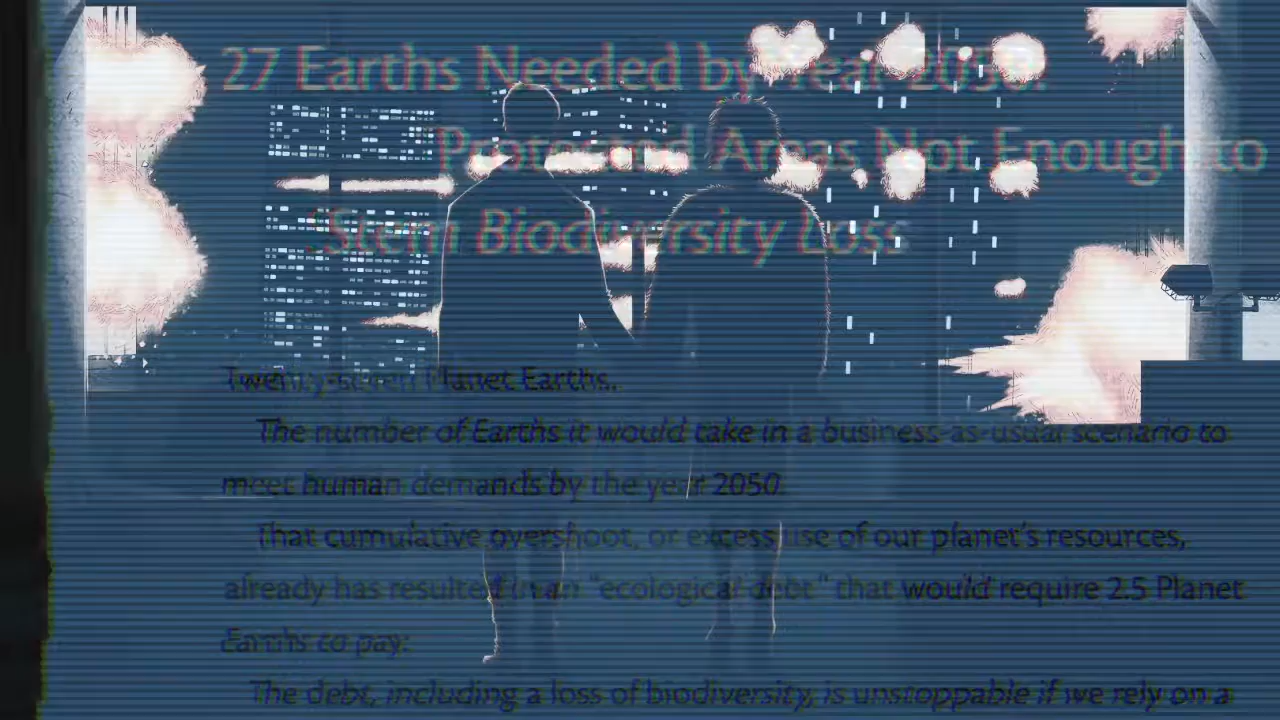 27 Earths Needed by Year 2050.
"Protected Areas Not Enough to
Stem Biodiversity Loss
Twenty-seven Planet Earths.
The number of Earths it would take in a business-as-usual scenario to
meet human demands by the year 2050.
That cumulative overshoot, or excess use of our planet's resources,
already has resulted in an "ecological debt" that would require 2.5 Planet
Earths to pay.
The debt, including a loss of biodiversity, is unstoppable if we rely on a